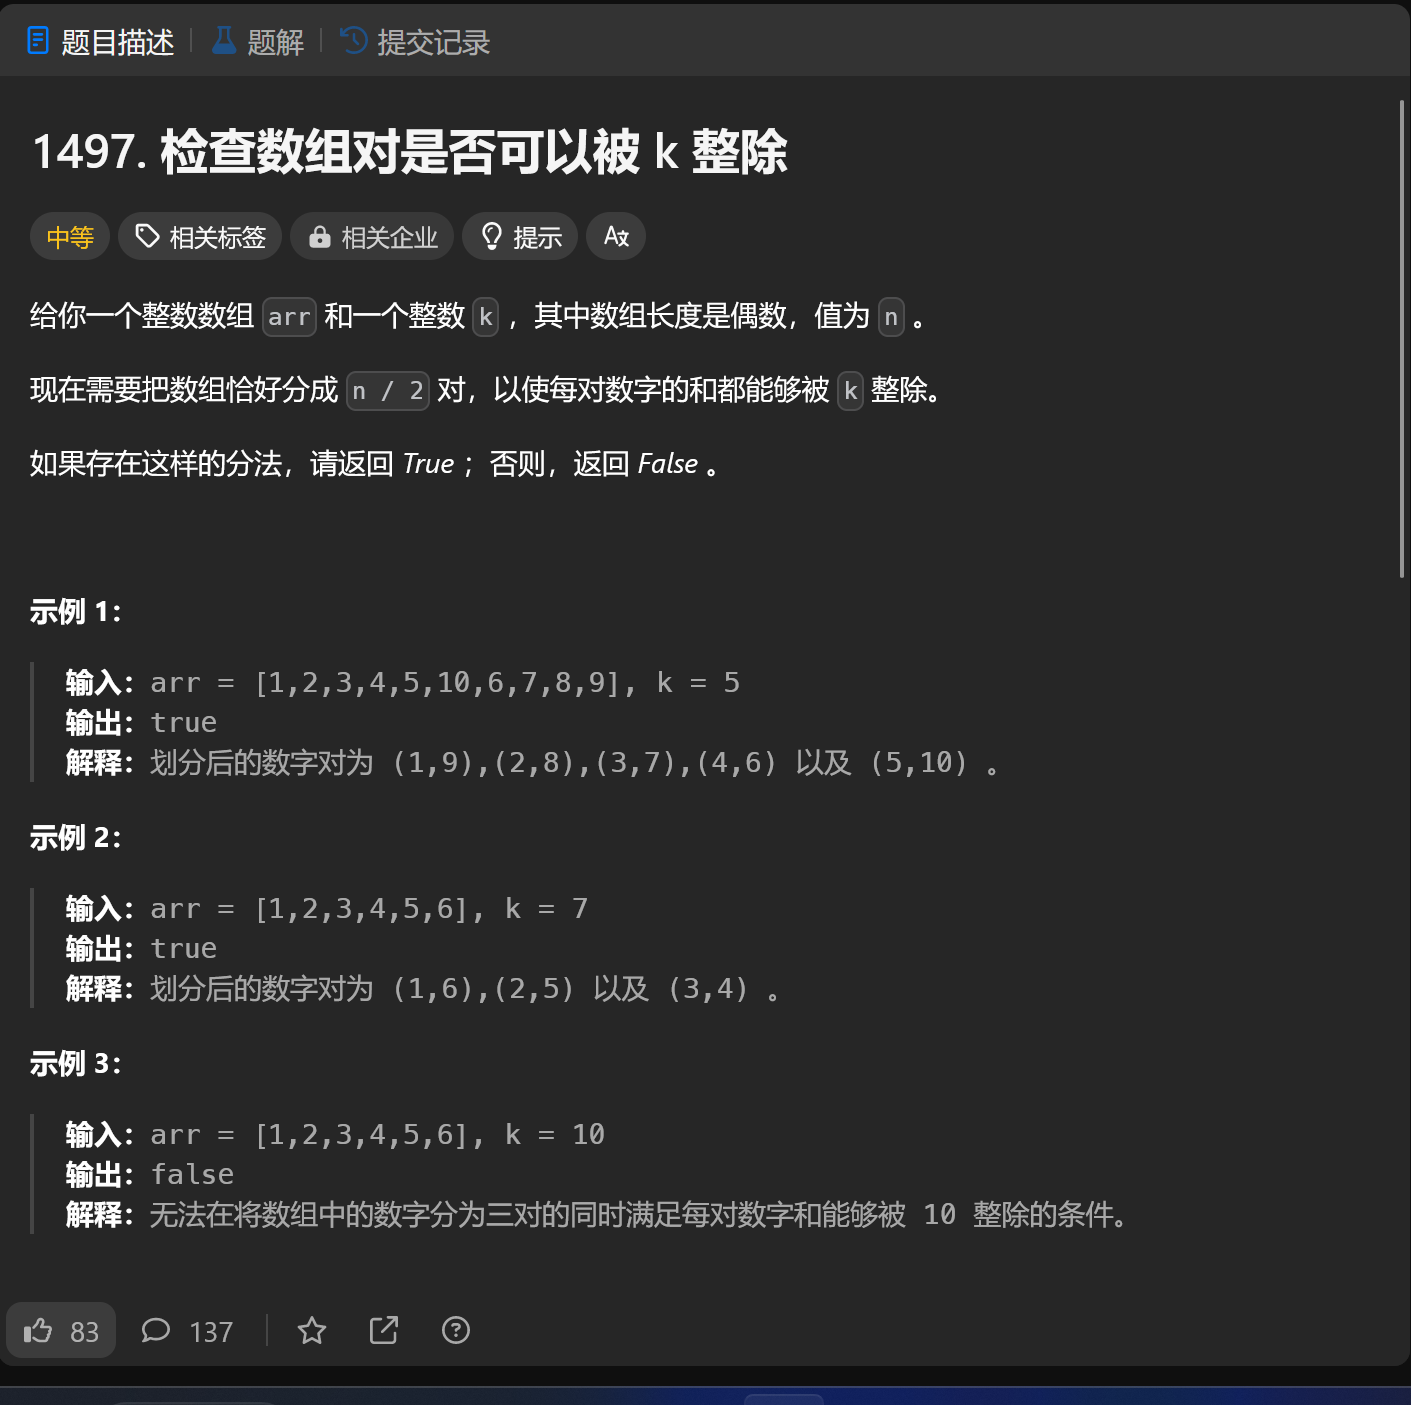 题目描述 题解 提交记录
1497. 检查数组对是否可以被 k 整除
中等 相关标签 相关企业 提示
给你一个整数数组 arr 和一个整数 k ，其中数组长度是偶数，值为 n 。
现在需要把数组恰好分成 n / 2 对，以使每对数字的和都能够被 k 整除。
如果存在这样的分法，请返回 True ；否则，返回 False 。
示例 1：
输入：arr = [1,2,3,4,5,10,6,7,8,9], k = 5
输出：true
解释：划分后的数字对为 (1,9),(2,8),(3,7),(4,6) 以及 (5,10) 。
示例 2：
输入：arr = [1,2,3,4,5,6], k = 7
输出：true
解释：划分后的数字对为 (1,6),(2,5) 以及 (3,4) 。
示例 3：
输入：arr = [1,2,3,4,5,6], k = 10
输出：false
解释：无法在将数组中的数字分为三对的同时满足每对数字和能够被 10 整除的条件。
83 137